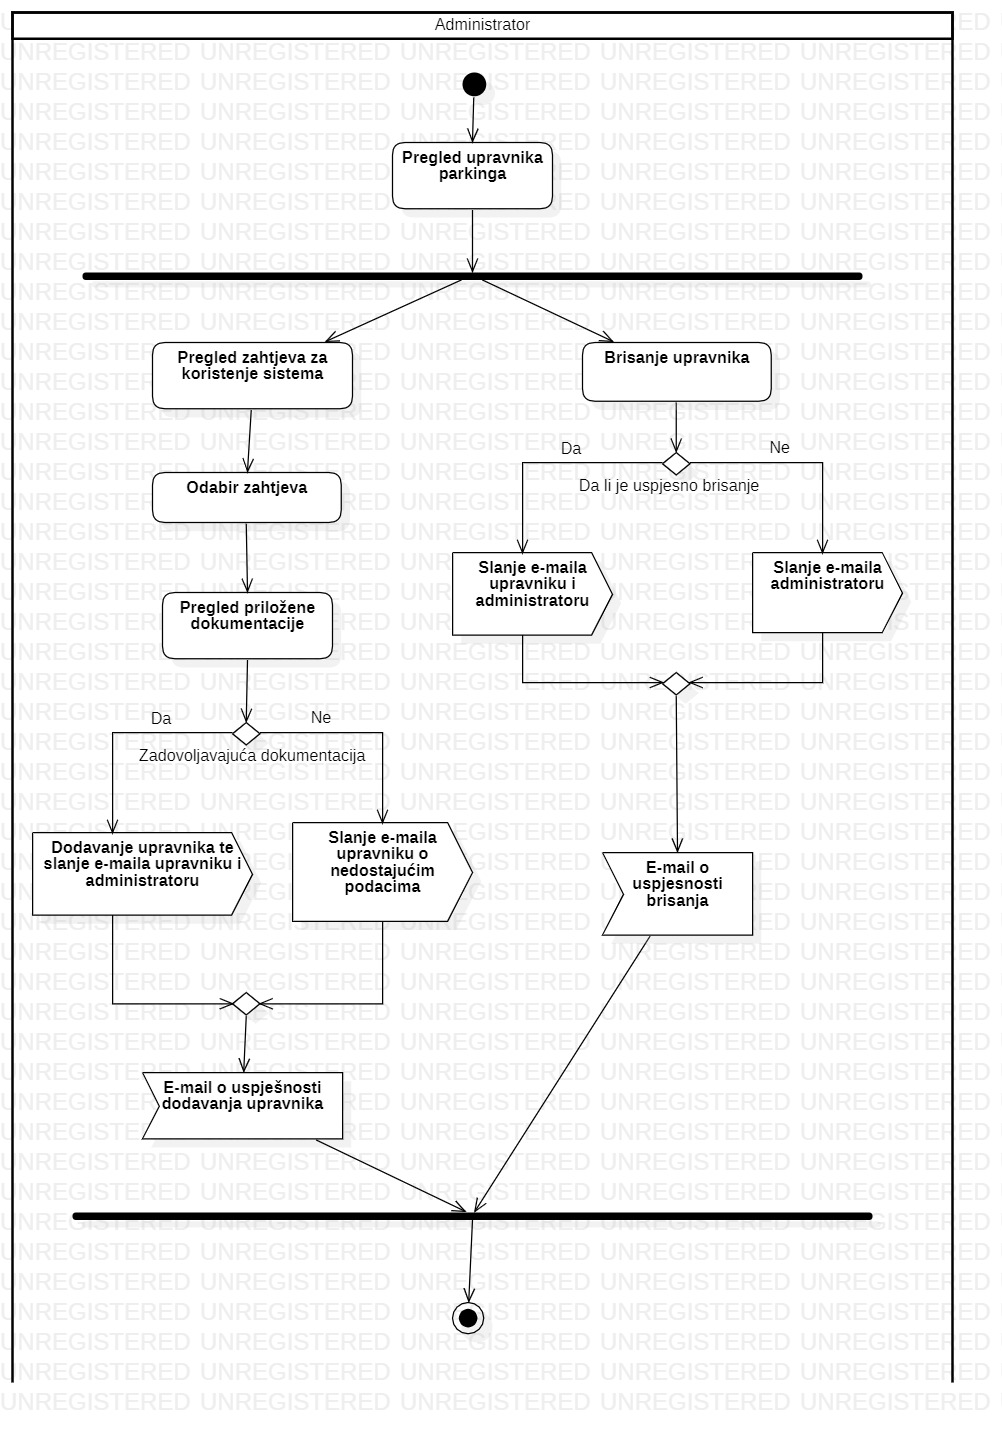 Administrator
Pregled upravnika
parkinga
Pregled zahtjeva za
koristenje sistema
Brisanje upravnika
Da
Ne
Da li je uspjesno brisanje
Odabir zahtjeva
Slanje e-maila
upravniku i
administratoru
Slanje e-maila
administratoru
Pregled priložene
dokumentacije
Da
Ne
Zadovoljavajuća dokumentacija
Dodavanje upravnika te
slanje e-maila upravniku i
administratoru
Slanje e-maila
upravniku o
nedostajućim
podacima
E-mail o
uspjesnosti
brisanja
E-mail o uspješnosti
dodavanja upravnika
UNREGISTERED UNREGISTERED UNREGISTERED UNREGISTERED UNREGISTERED